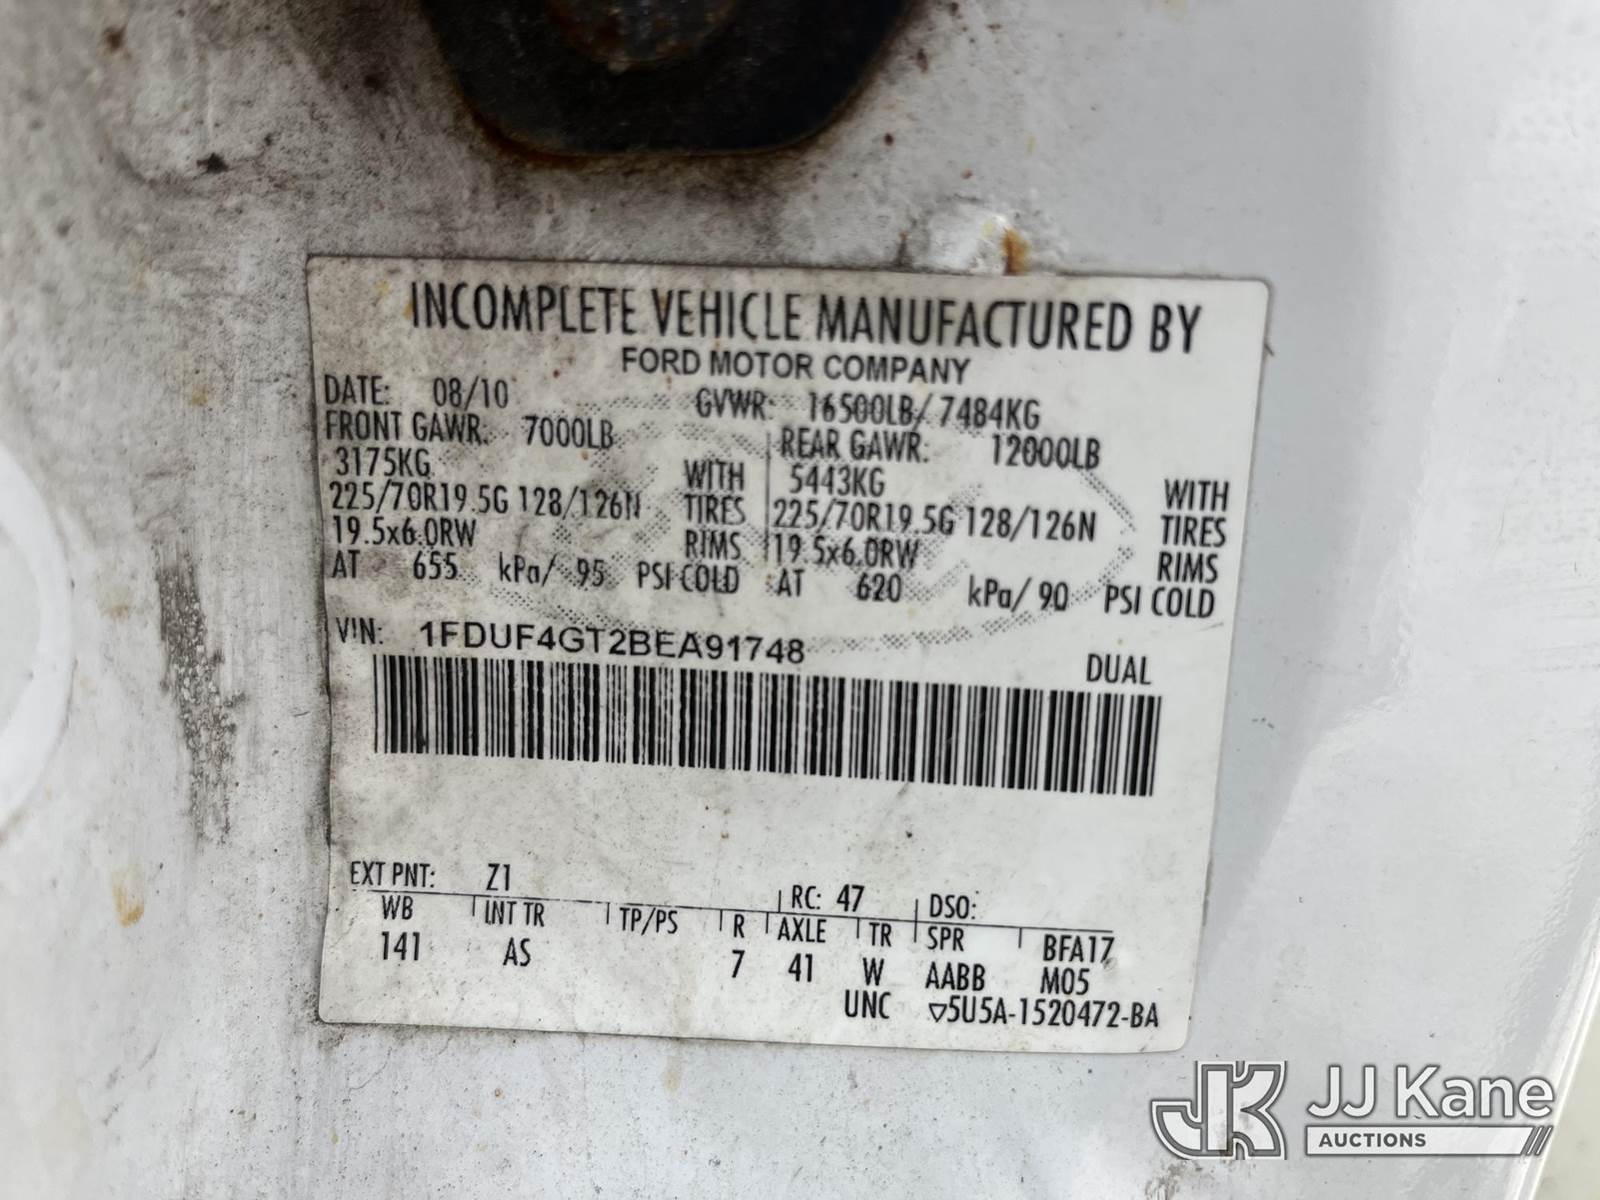 INCOMPLETE VEHICLE MANUFACTURED BY
FORD MOTOR COMPANY
DATE: 08/10 GVWR: 16500LB/ 7484KG
FRONT GAWR: 7000LB REAR GAWR: 12000LB
3175KG WITH 5443KG WITH
225/70R19.5G 128/126N TIRES 225/70R19.5G 128/126N TIRES
19.5x6.0RW RIMS 19.5x6.0RW RIMS
AT 655 kPa/ 95 PSI COLD AT 620 kPa/ 90 PSI COLD
VIN: 1FDUF4GT2BEA91748 DUAL
EXT PNT: Z1 RC: 47 DSO:
WB INT TR TP/PS R AXLE TR SPR BFA17
141 AS 7 41 W AABB M05
UNC ▽5U5A-1520472-BA
JK JJ Kane
AUCTIONS